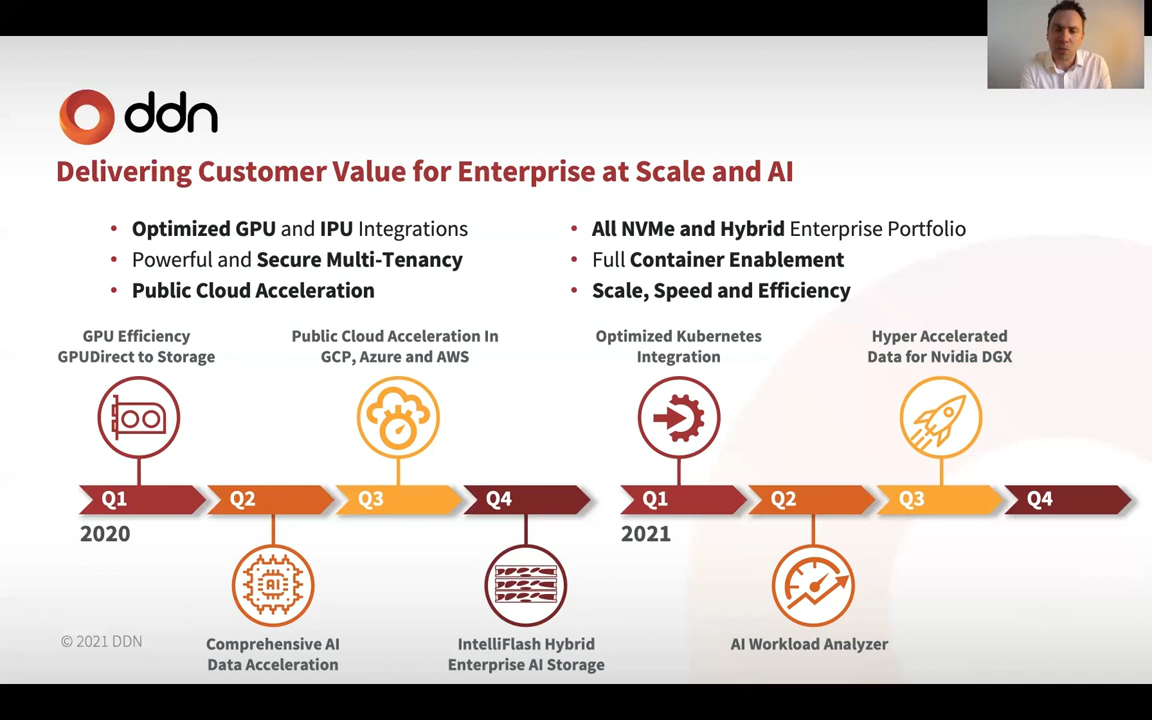 ddn
Delivering Customer Value for Enterprise at Scale and AI
• Optimized GPU and IPU Integrations
• Powerful and Secure Multi-Tenancy
• Public Cloud Acceleration
• All NVMe and Hybrid Enterprise Portfolio
• Full Container Enablement
• Scale, Speed and Efficiency
GPU Efficiency
GPUDirect to Storage
Public Cloud Acceleration In
GCP, Azure and AWS
Optimized Kubernetes
Integration
Hyper Accelerated
Data for Nvidia DGX
Q1
Q2
Q3
Q4
Q1
Q2
Q3
Q4
2020
2021
AI
© 2021 DDN
Comprehensive AI
Data Acceleration
IntelliFlash Hybrid
Enterprise AI Storage
AI Workload Analyzer